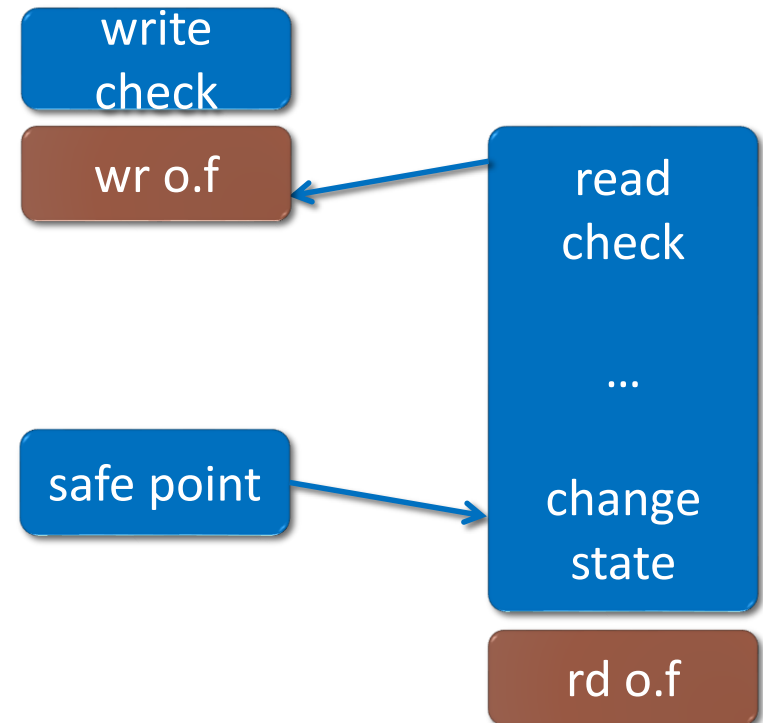 write
check
wr o.f
read
check
...
safe point
change
state
rd o.f